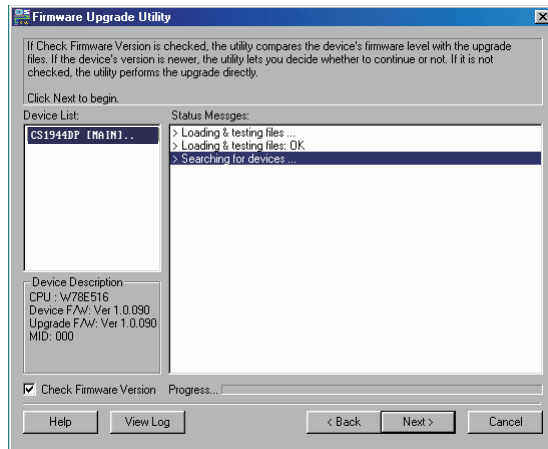 Firmware Upgrade Utility
If Check Firmware Version is checked, the utility compares the device's firmware level with the upgrade
files. If the device's version is newer, the utility lets you decide whether to continue or not. If it is not
checked, the utility performs the upgrade directly.
Click Next to begin.
Device List:
Status Messges:
CS1944DP [MAIN]..
> Loading & testing files ...
> Loading & testing files: OK
> Searching for devices ...
Device Description
CPU : W78E516
Device F/W: Ver 1.0.090
Upgrade F/W: Ver 1.0.090
MID: 000
Check Firmware Version
Progress...
Help
View Log
< Back
Next >
Cancel